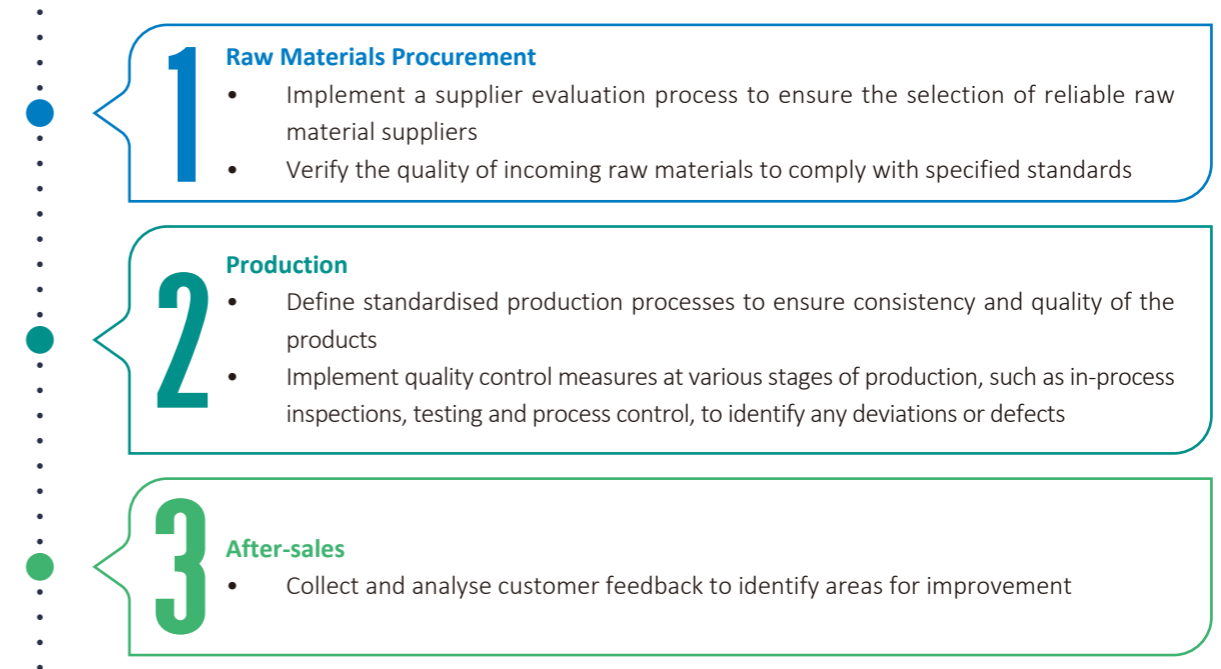 1
Raw Materials Procurement
• Implement a supplier evaluation process to ensure the selection of reliable raw
material suppliers
• Verify the quality of incoming raw materials to comply with specified standards
2
Production
• Define standardised production processes to ensure consistency and quality of the
products
• Implement quality control measures at various stages of production, such as in-process
inspections, testing and process control, to identify any deviations or defects
3
After-sales
• Collect and analyse customer feedback to identify areas for improvement